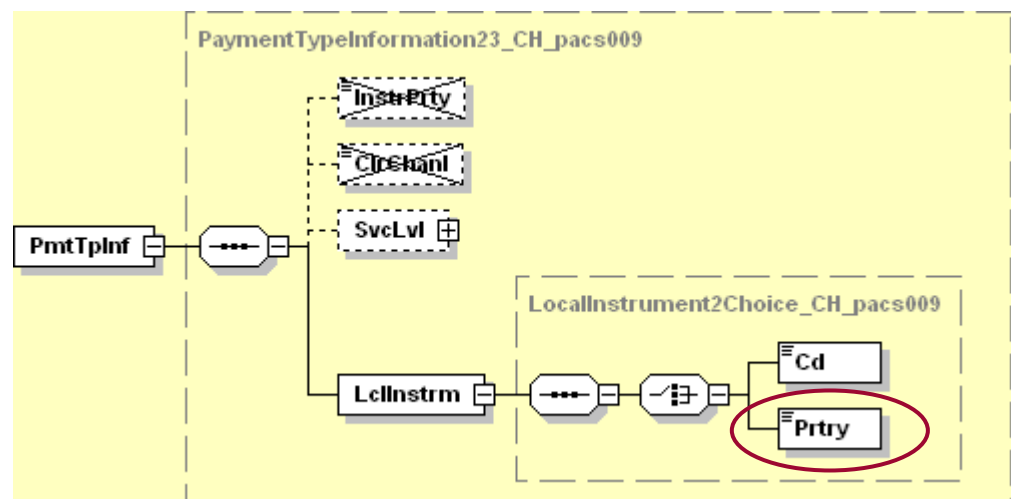 PaymentTypeInformation23_CH_pacs009
InstrPrty
ClrChanl
SvcLvl
PmtTpInf
LocalInstrument2Choice_CH_pacs009
Cd
LclInstrm
Prtry